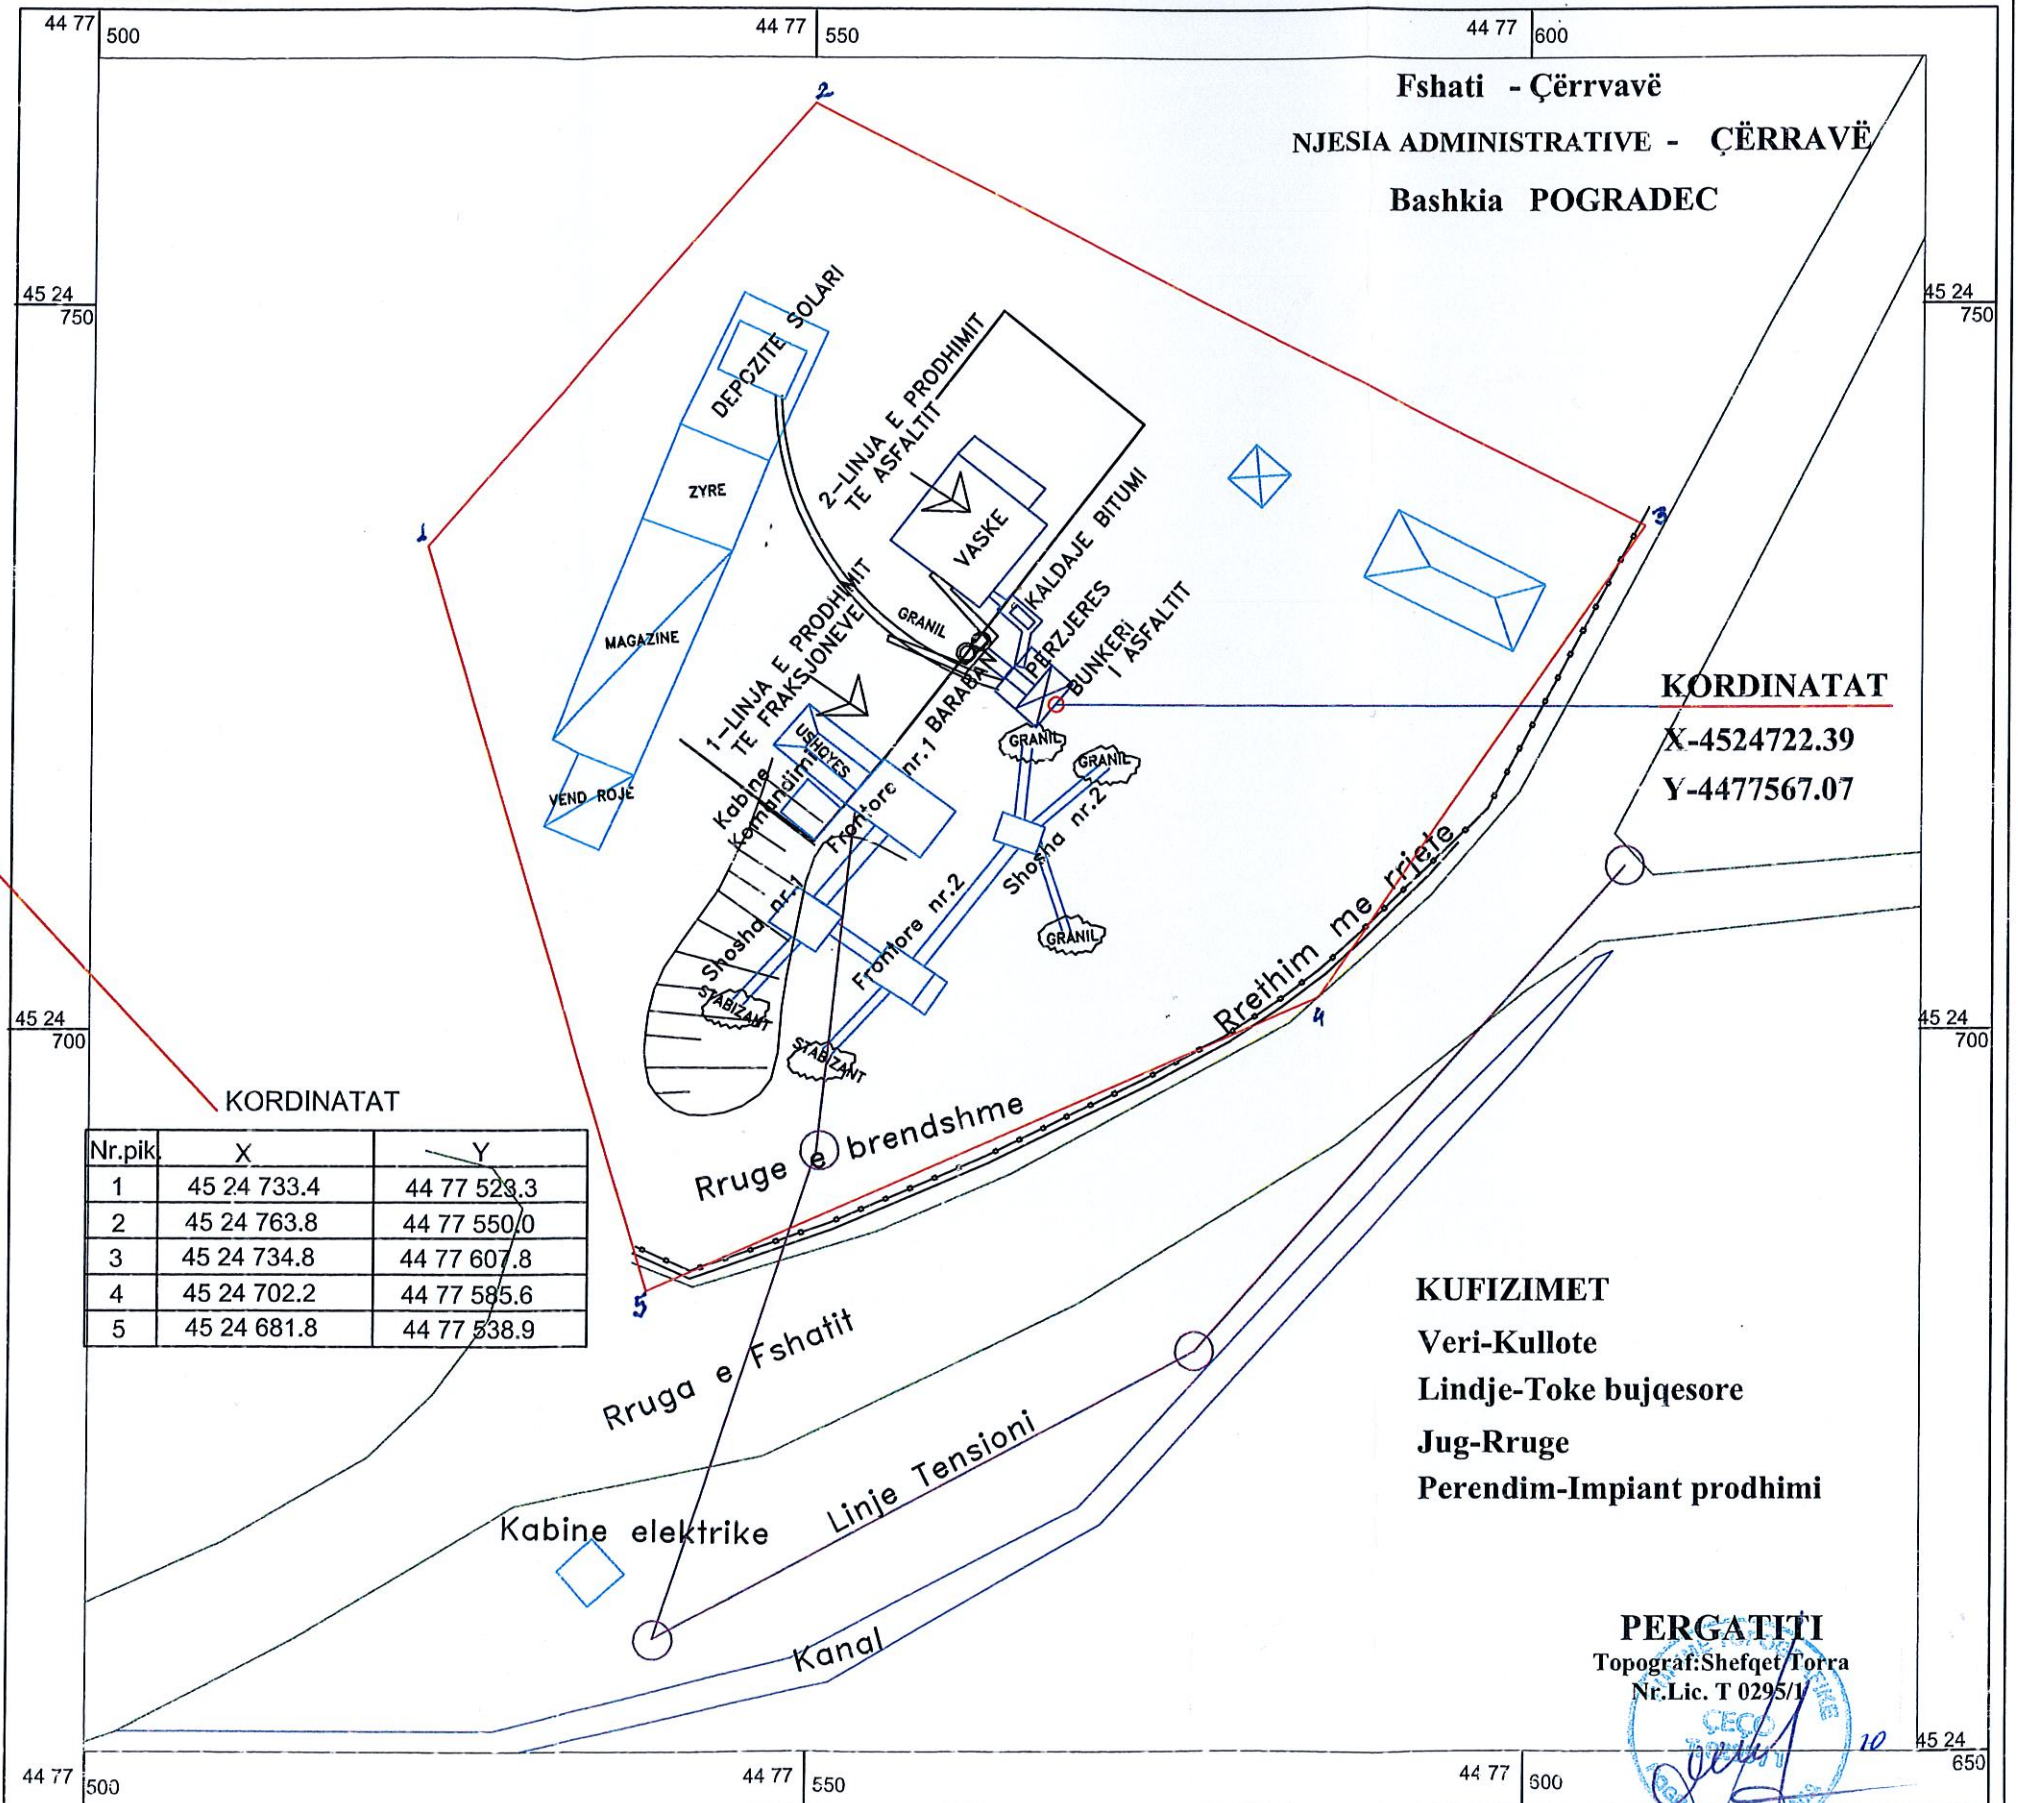 44 77 500
44 77 550
44 77 600
Fshati - Çërrvavë
NJESIA ADMINISTRATIVE - ÇËRRAVË
Bashkia POGRADEC
45 24 750
45 24 750
2
1
3
4
5
DEPOZITE SOLARI
ZYRE
MAGAZINE
VEND ROJE
2-LINJA E PRODHIMIT
TE ASFALTIT
VASKE
KALDAJE BITUMI
PERZJERES
BUNKERI
I ASFALTIT
GRANIL
BARABAN
1-LINJA E PRODHIMIT
TE FRAKSJONEVE
USHQYES
Kabine
Komandimi
Frontore nr.1
GRANIL
GRANIL
Shosha nr.2
GRANIL
Shosha nr.1
Frontore nr.2
STABIZANT
STABIZANT
KORDINATAT
X-4524722.39
Y-4477567.07
Rrethim me rrjete
45 24 700
45 24 700
Rruge e brendshme
KORDINATAT
Nr.pik. X Y
1 45 24 733.4 44 77 523.3
2 45 24 763.8 44 77 550.0
3 45 24 734.8 44 77 607.8
4 45 24 702.2 44 77 585.6
5 45 24 681.8 44 77 538.9
Rruga e Fshatit
KUFIZIMET
Veri-Kullote
Lindje-Toke bujqesore
Jug-Rruge
Perendim-Impiant prodhimi
Linje Tensioni
Kabine elektrike
Kanal
PERGATITI
Topograf:Shefqet Torra
Nr.Lic. T 0295/1
ÇEÇO
10
45 24 650
44 77 500
44 77 550
44 77 600